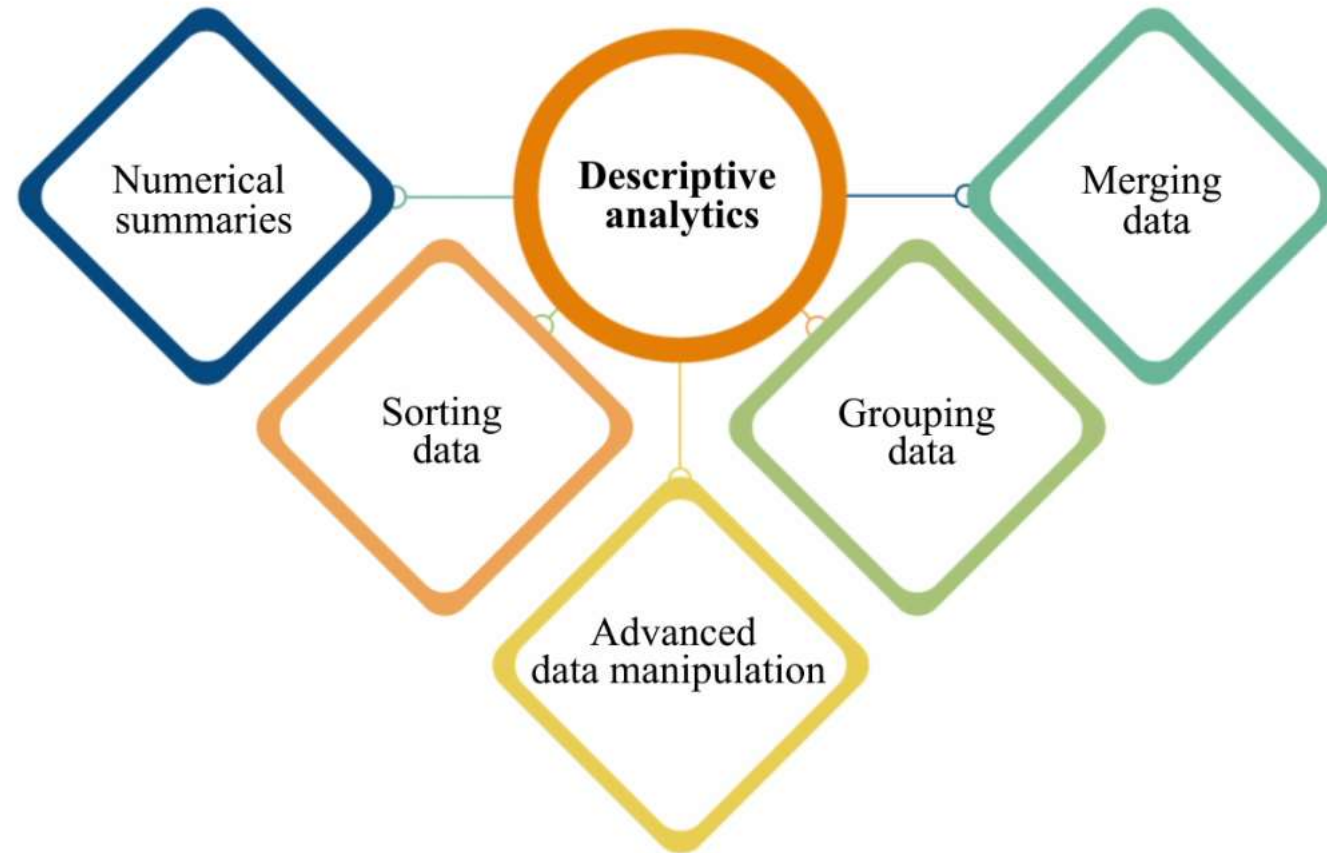 Numerical
summaries
Descriptive
analytics
Merging
data
Sorting
data
Grouping
data
Advanced
data manipulation